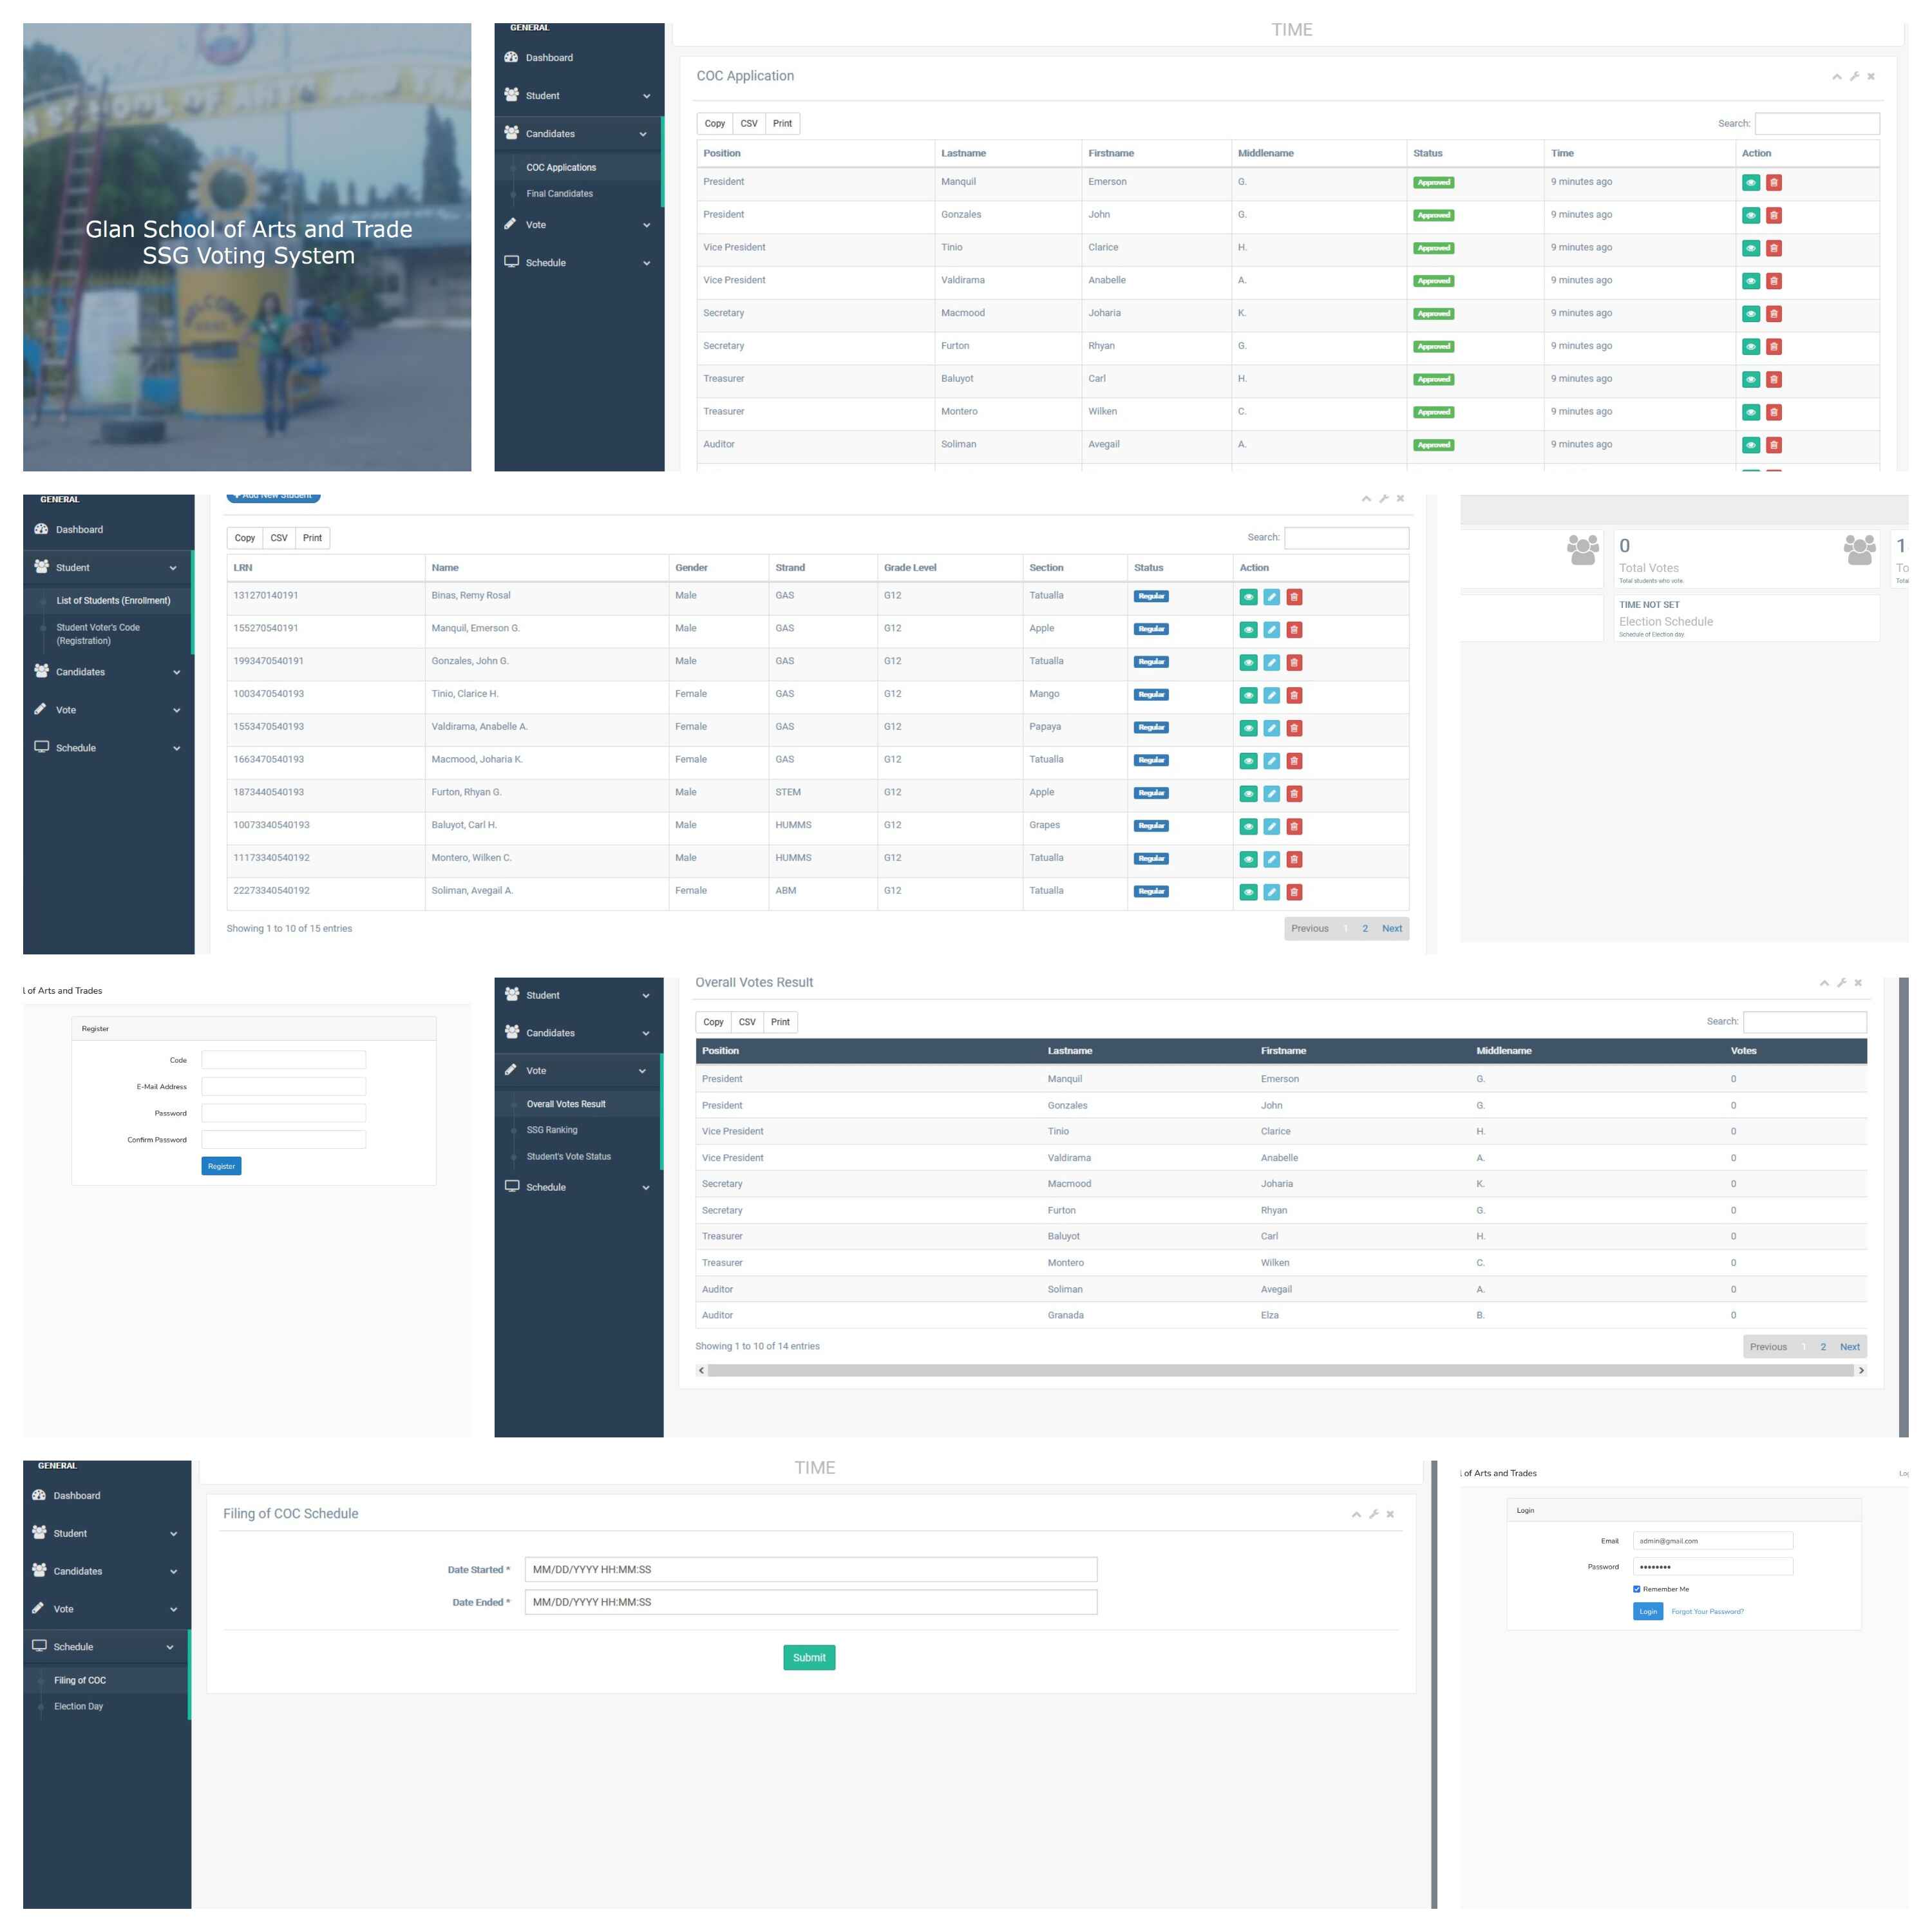 SCHOOL OF ARTS AND TRA
WELCOME
Glan School of Arts and Trade
SSG Voting System
GENERAL
Dashboard
Student
Candidates
COC Applications
Final Candidates
Vote
Schedule
TIME
COC Application
Copy CSV Print
Search:
Position Lastname Firstname Middlename Status Time Action
President Manquil Emerson G. Approved 9 minutes ago
President Gonzales John G. Approved 9 minutes ago
Vice President Tinio Clarice H. Approved 9 minutes ago
Vice President Valdirama Anabelle A. Approved 9 minutes ago
Secretary Macmood Joharia K. Approved 9 minutes ago
Secretary Furton Rhyan G. Approved 9 minutes ago
Treasurer Baluyot Carl H. Approved 9 minutes ago
Treasurer Montero Wilken C. Approved 9 minutes ago
Auditor Soliman Avegail A. Approved 9 minutes ago
GENERAL
Dashboard
Student
List of Students (Enrollment)
Student Voter's Code
(Registration)
Candidates
Vote
Schedule
+ Add New Student
Copy CSV Print
Search:
LRN Name Gender Strand Grade Level Section Status Action
131270140191 Binas, Remy Rosal Male GAS G12 Tatualla Regular
155270540191 Manquil, Emerson G. Male GAS G12 Apple Regular
1993470540191 Gonzales, John G. Male GAS G12 Tatualla Regular
1003470540193 Tinio, Clarice H. Female GAS G12 Mango Regular
1553470540193 Valdirama, Anabelle A. Female GAS G12 Papaya Regular
1663470540193 Macmood, Joharia K. Female GAS G12 Tatualla Regular
1873440540193 Furton, Rhyan G. Male STEM G12 Apple Regular
10073340540193 Baluyot, Carl H. Male HUMMS G12 Grapes Regular
11173340540192 Montero, Wilken C. Male HUMMS G12 Tatualla Regular
22273340540192 Soliman, Avegail A. Female ABM G12 Tatualla Regular
Showing 1 to 10 of 15 entries
Previous 1 2 Next
0
Total Votes
Total students who vote.
TIME NOT SET
Election Schedule
Schedule of Election day
1
To
Total
l of Arts and Trades
Register
Code
E-Mail Address
Password
Confirm Password
Register
Student
Candidates
Vote
Overall Votes Result
SSG Ranking
Student's Vote Status
Schedule
Overall Votes Result
Copy CSV Print
Search:
Position Lastname Firstname Middlename Votes
President Manquil Emerson G. 0
President Gonzales John G. 0
Vice President Tinio Clarice H. 0
Vice President Valdirama Anabelle A. 0
Secretary Macmood Joharia K. 0
Secretary Furton Rhyan G. 0
Treasurer Baluyot Carl H. 0
Treasurer Montero Wilken C. 0
Auditor Soliman Avegail A. 0
Auditor Granada Elza B. 0
Showing 1 to 10 of 14 entries
Previous 1 2 Next
GENERAL
Dashboard
Student
Candidates
Vote
Schedule
Filing of COC
Election Day
TIME
Filing of COC Schedule
Date Started * MM/DD/YYYY HH:MM:SS
Date Ended * MM/DD/YYYY HH:MM:SS
Submit
l of Arts and Trades
Log
Login
Email admin@gmail.com
Password ••••••••
Remember Me
Login Forgot Your Password?